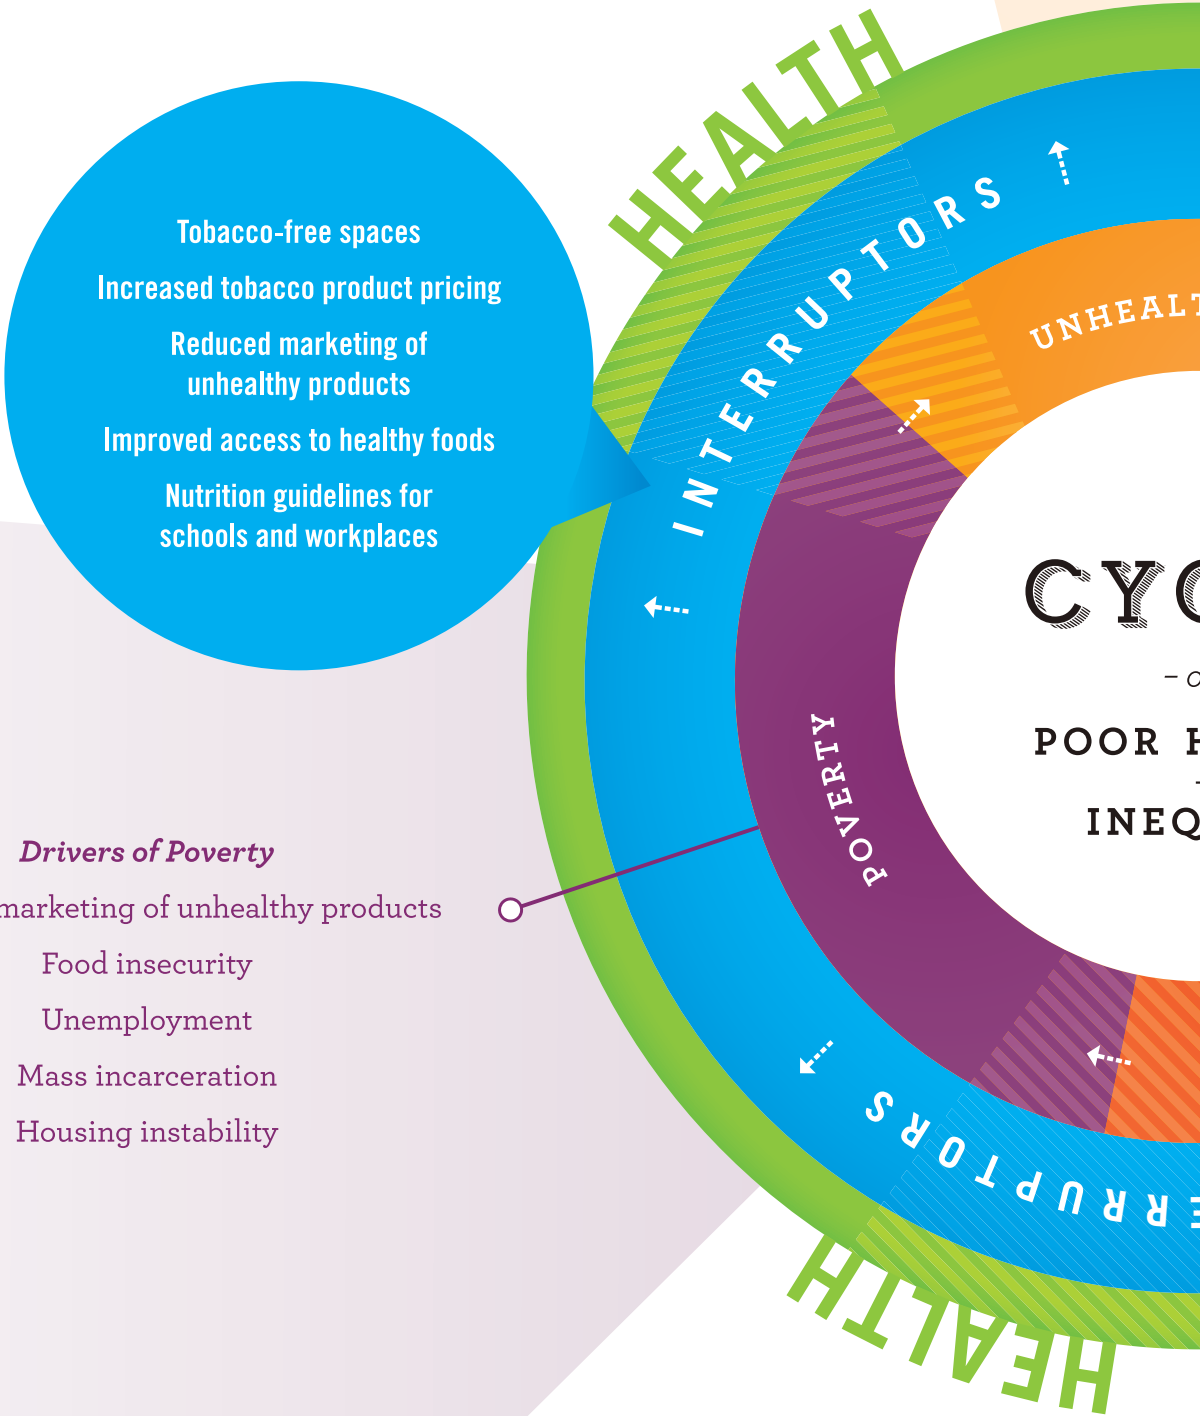 HEALTH
INTERRUPTORS
Tobacco-free spaces
Increased tobacco product pricing
Reduced marketing of
unhealthy products
Improved access to healthy foods
Nutrition guidelines for
schools and workplaces
UNHEALT
CYC
POOR H
INEQ
POVERTY
Drivers of Poverty
marketing of unhealthy products
Food insecurity
Unemployment
Mass incarceration
Housing instability
ERRUPTORS
HEALTH